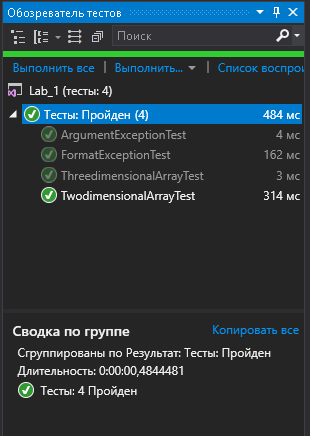 Обозреватель тестов
Поиск
Выполнить все | Выполнить... | Список воспрои
Lab_1 (тесты: 4)
Тесты: Пройден (4) 484 мс
ArgumentExceptionTest 4 мс
FormatExceptionTest 162 мс
ThreedimensionalArrayTest 3 мс
TwodimensionalArrayTest 314 мс
Сводка по группе Копировать все
Сгруппированы по Результат: Тесты: Пройден
Длительность: 0:00:00,4844481
Тесты: 4 Пройден